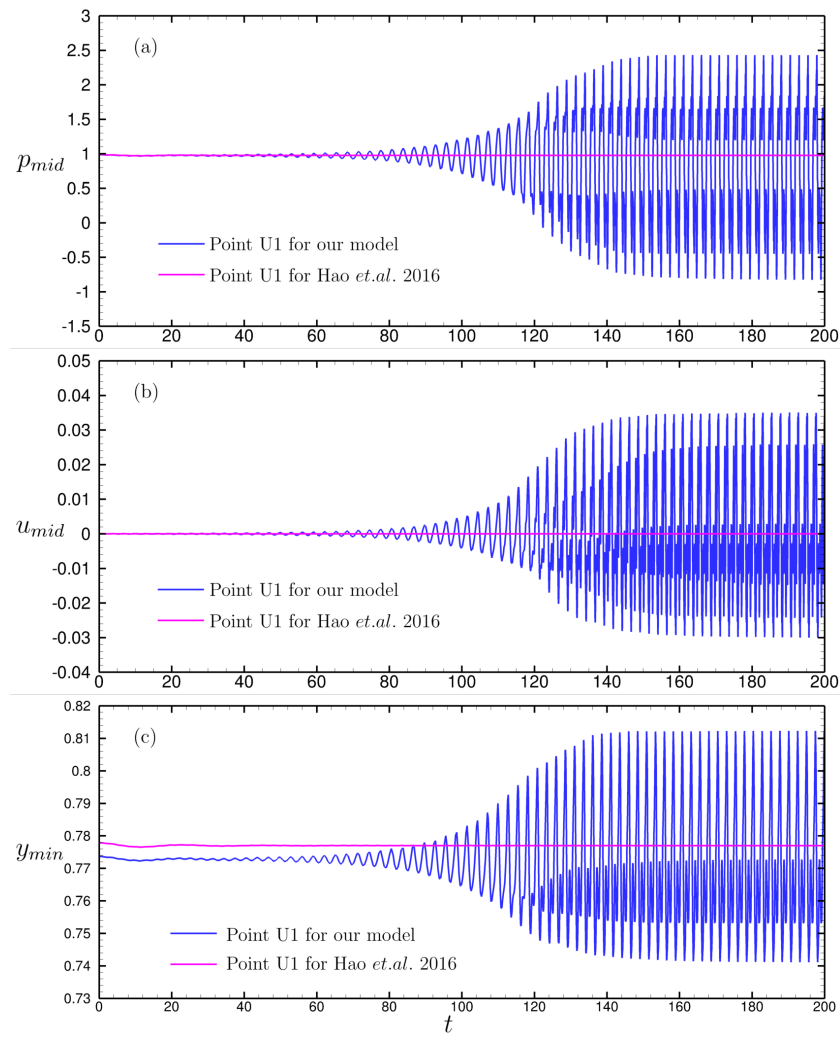 3
(a)
2.5
2
1.5
1
p_mid
0.5
0
Point U1 for our model
-0.5
Point U1 for Hao et.al. 2016
-1
-1.5
0 20 40 60 80 100 120 140 160 180 200
0.05
(b)
0.04
0.03
0.02
0.01
u_mid
0
-0.01
Point U1 for our model
-0.02
Point U1 for Hao et.al. 2016
-0.03
-0.04
0 20 40 60 80 100 120 140 160 180 200
0.82
(c)
0.81
0.8
0.79
0.78
y_min
0.77
0.76
0.75
Point U1 for our model
0.74
Point U1 for Hao et.al. 2016
0.73
0 20 40 60 80 100 120 140 160 180 200
t